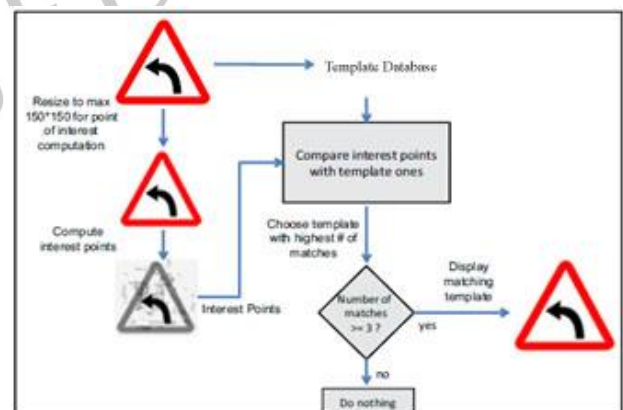 Template Database
Resize to max
150*150 for point
of interest
computation
Compare interest points
with template ones
Compute
interest points
Choose template
with highest # of
matches
Interest Points
Number of
matches
>= 3 ?
yes
Display
matching
template
no
Do nothing